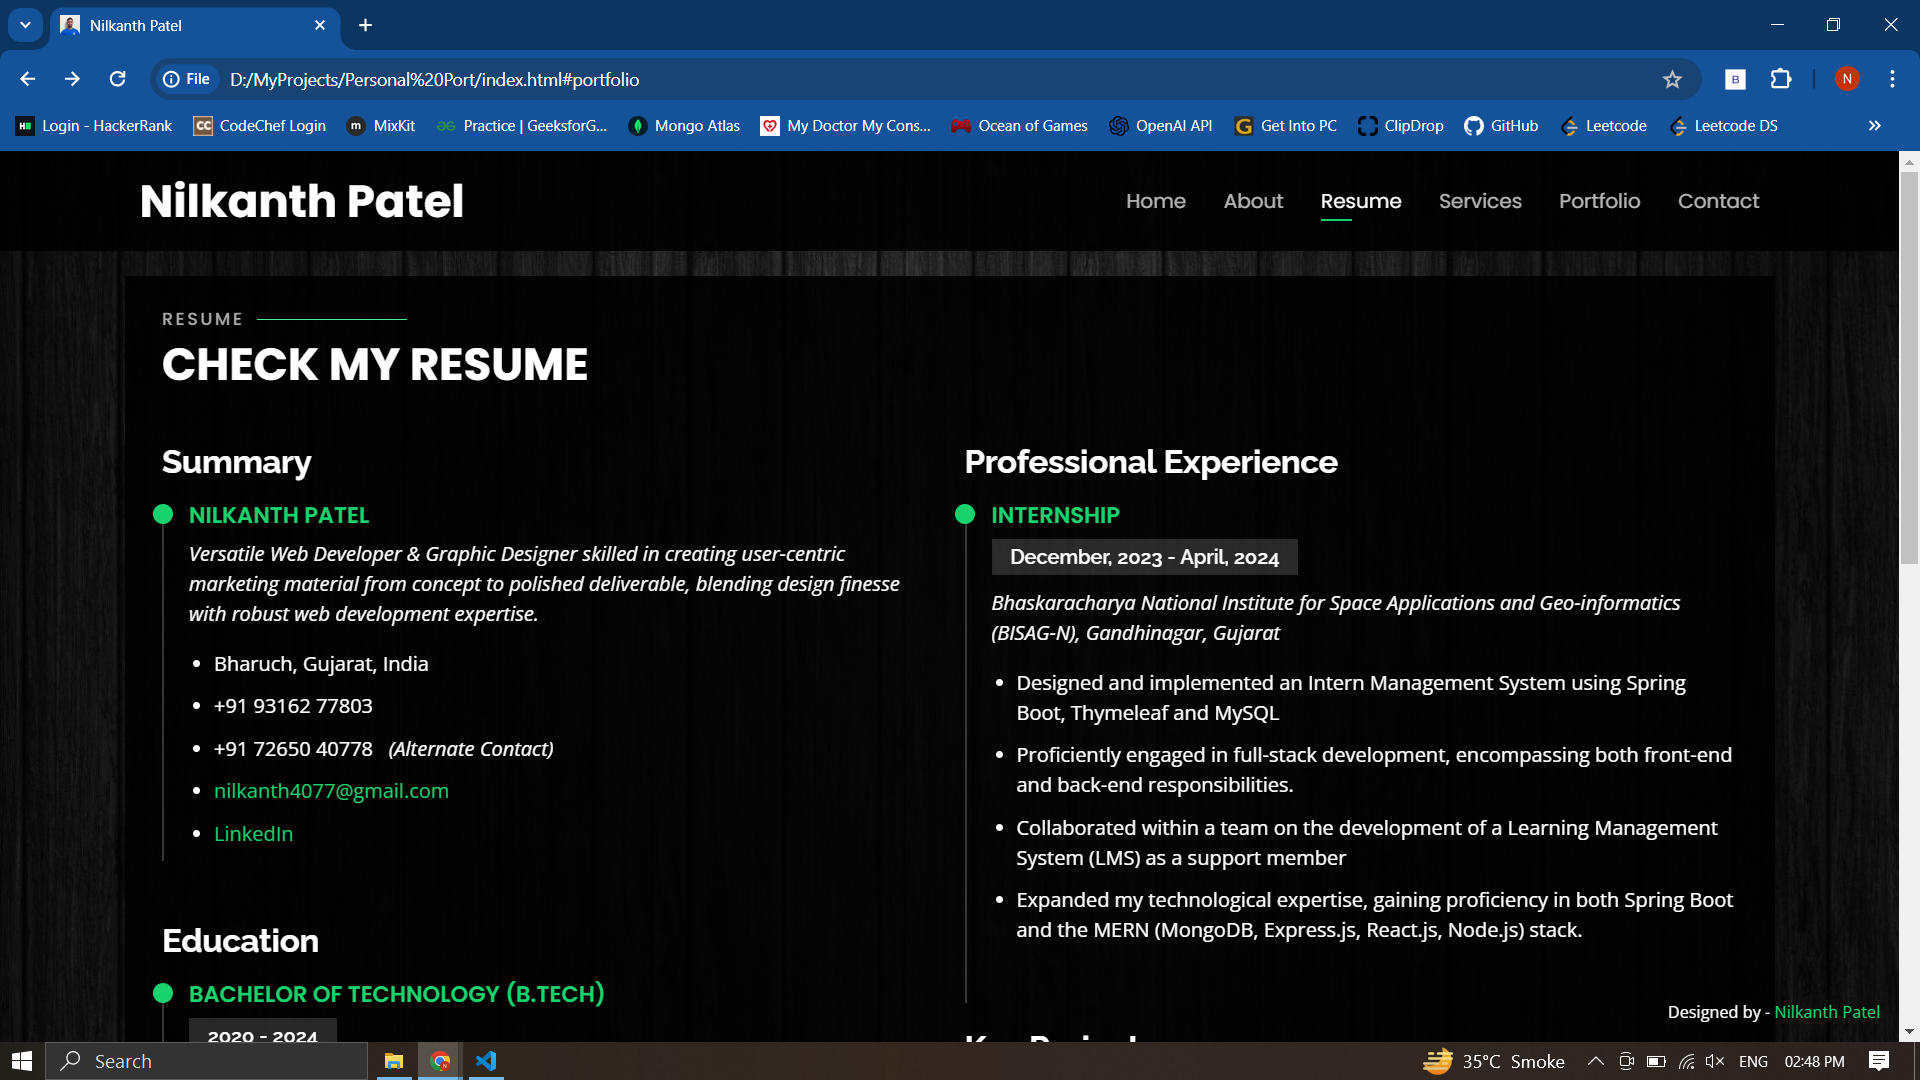 Nilkanth Patel
File D:/MyProjects/Personal%20Port/index.html#portfolio
B
N
Login - HackerRank CodeChef Login MixKit Practice | GeeksforG... Mongo Atlas My Doctor My Cons... Ocean of Games OpenAI API Get Into PC ClipDrop GitHub Leetcode Leetcode DS
Nilkanth Patel
Home About Resume Services Portfolio Contact
RESUME
CHECK MY RESUME
Summary
NILKANTH PATEL
Versatile Web Developer & Graphic Designer skilled in creating user-centric
marketing material from concept to polished deliverable, blending design finesse
with robust web development expertise.
Bharuch, Gujarat, India
+91 93162 77803
+91 72650 40778 (Alternate Contact)
nilkanth4077@gmail.com
LinkedIn
Education
BACHELOR OF TECHNOLOGY (B.TECH)
2020 - 2024
Professional Experience
INTERNSHIP
December, 2023 - April, 2024
Bhaskaracharya National Institute for Space Applications and Geo-informatics
(BISAG-N), Gandhinagar, Gujarat
Designed and implemented an Intern Management System using Spring
Boot, Thymeleaf and MySQL
Proficiently engaged in full-stack development, encompassing both front-end
and back-end responsibilities.
Collaborated within a team on the development of a Learning Management
System (LMS) as a support member
Expanded my technological expertise, gaining proficiency in both Spring Boot
and the MERN (MongoDB, Express.js, React.js, Node.js) stack.
Designed by - Nilkanth Patel
Search
35°C Smoke
ENG
02:48 PM